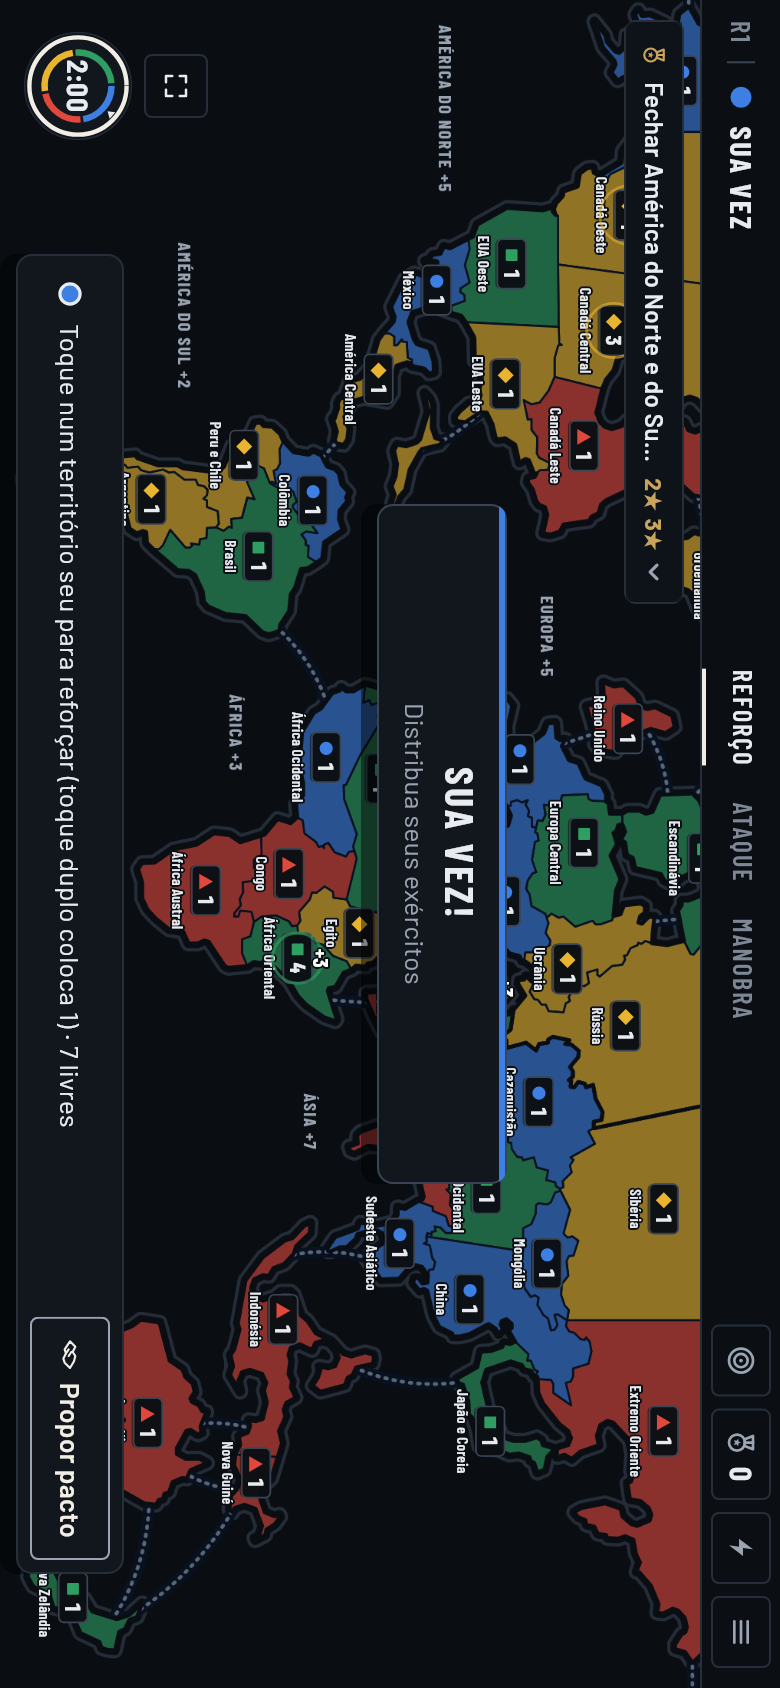 R1
SUA VEZ
REFORÇO
ATAQUE
MANOBRA
0
Fechar América do Norte e do Su... 2★ 3★
1
Canadá Oeste
Canadá Central
3
Canadá Leste
1
EUA Oeste
1
EUA Leste
1
México
1
América Central
1
AMÉRICA DO NORTE +5
AMÉRICA DO SUL +2
Colômbia
1
Peru e Chile
1
Brasil
1
1
EUROPA +5
Reino Unido
1
Escandinávia
Europa Central
1
1
1
Ucrânia
1
Rússia
1
SUA VEZ!
Distribua seus exércitos
ÁFRICA +3
África Ocidental
1
Egito
1
Congo
1
África Oriental
4
+3
África Austral
1
ÁSIA +7
Cazaquistão
1
Sibéria
1
Mongólia
1
China
1
1
Sudeste Asiático
1
Japão e Coreia
1
Extremo Oriente
1
Indonésia
1
Nova Guiné
1
1
1
2:00
Toque num território seu para reforçar (toque duplo coloca 1) · 7 livres
Propor pacto